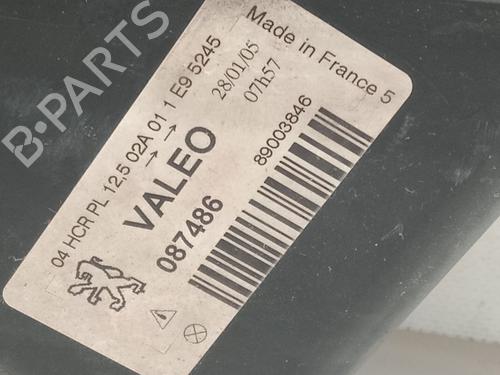 04 HCR PL 12,5 02A 01 1 E9 5245
→ →
VALEO
087486
28/01/05
07h57
Made in France 5
89003846
B-PARTS